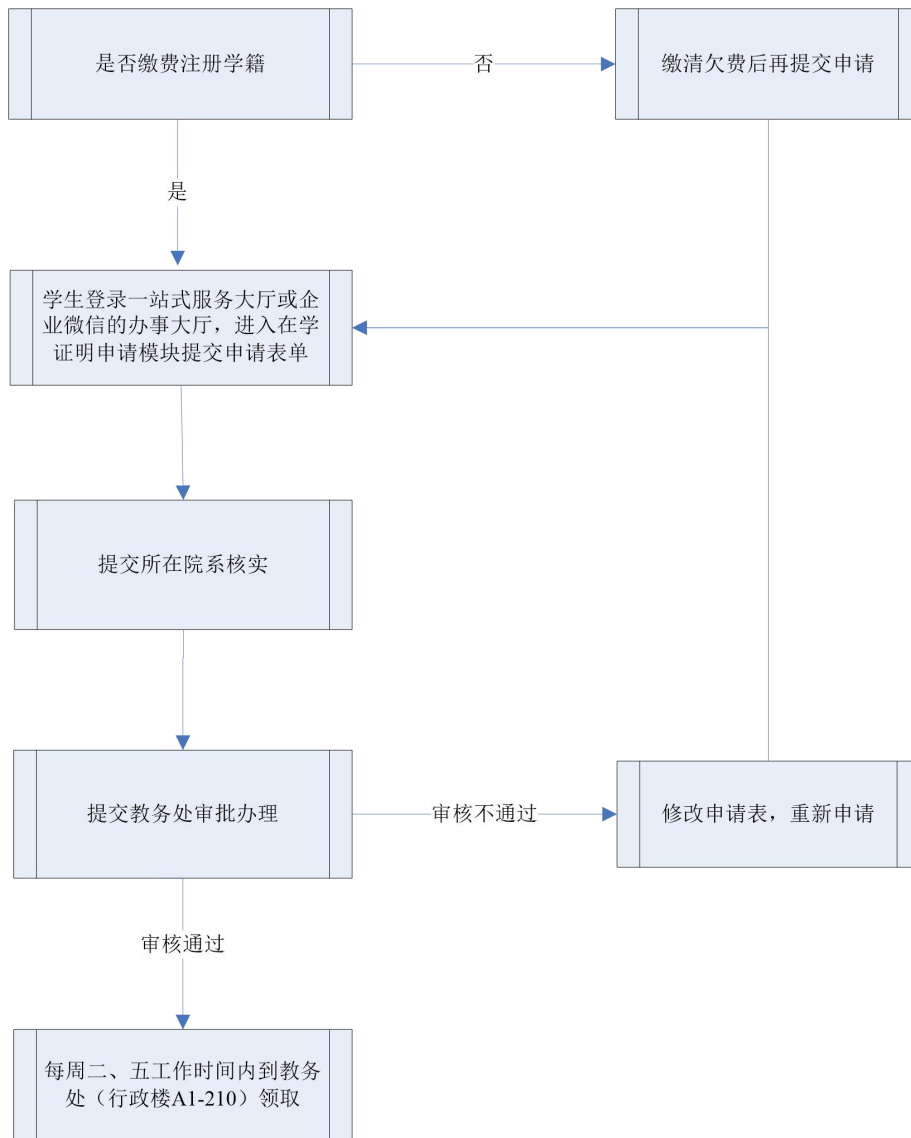 是否缴费注册学籍
否
缴清欠费后再提交申请
是
学生登录一站式服务大厅或企
业微信的办事大厅，进入在学
证明申请模块提交申请表单
提交所在院系核实
提交教务处审批办理
审核不通过
修改申请表，重新申请
审核通过
每周二、五工作时间内到教务
处（行政楼A1-210）领取